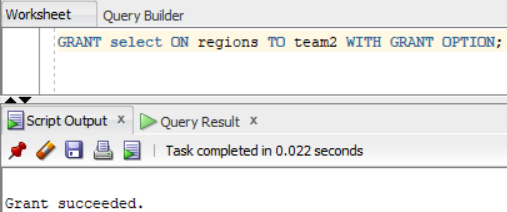 Worksheet Query Builder
GRANT select ON regions TO team2 WITH GRANT OPTION;
Script Output x Query Result x
Task completed in 0.022 seconds
Grant succeeded.